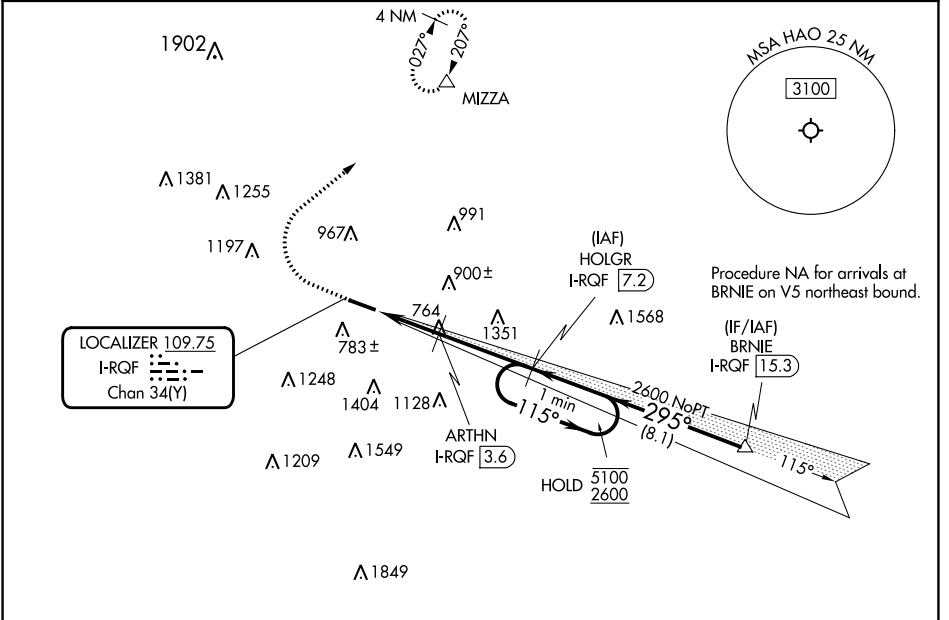 4 NM
027°
207°
MIZZA
1902
MSA HAO 25 NM
3100
1381
1255
1197
967
991
900±
(IAF)
HOLGR
I-RQF 7.2
Procedure NA for arrivals at
BRNIE on V5 northeast bound.
764
1351
1568
(IF/IAF)
BRNIE
I-RQF 15.3
LOCALIZER 109.75
I-RQF
Chan 34(Y)
783±
1248
1404
1128
1 min
115°
2600 NoPT
295°
(8.1)
115°
ARTHN
I-RQF 3.6
1209
1549
HOLD 5100
2600
1849